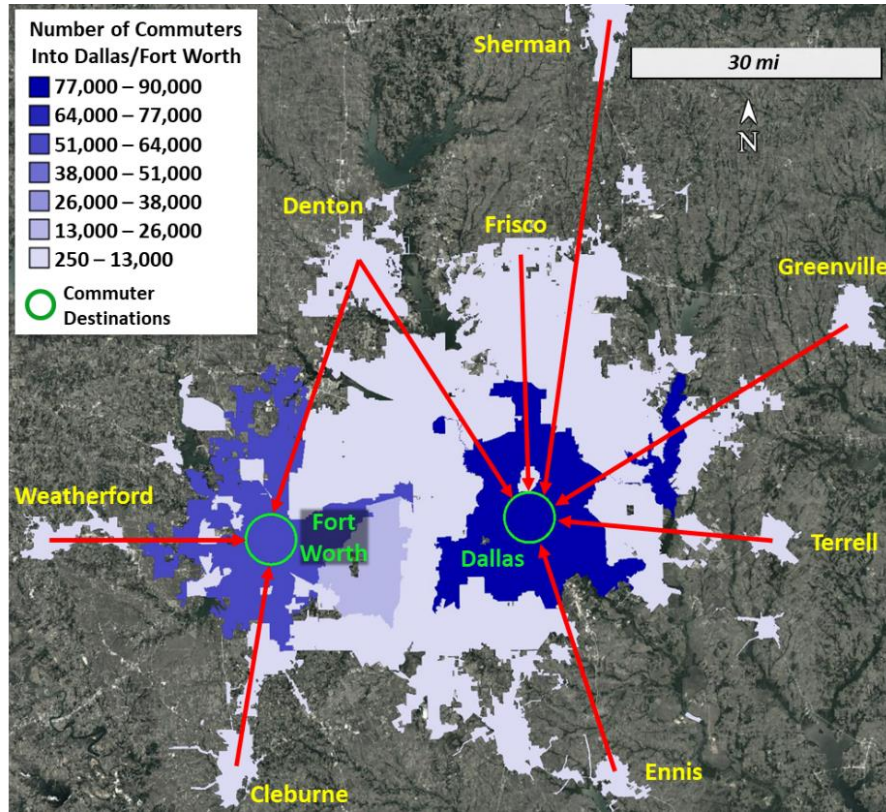 Number of Commuters
Into Dallas/Fort Worth
77,000 – 90,000
64,000 – 77,000
51,000 – 64,000
38,000 – 51,000
26,000 – 38,000
13,000 – 26,000
250 – 13,000
Commuter
Destinations
Sherman
30 mi
N
Denton
Frisco
Greenville
Weatherford
Fort
Worth
Dallas
Terrell
Cleburne
Ennis